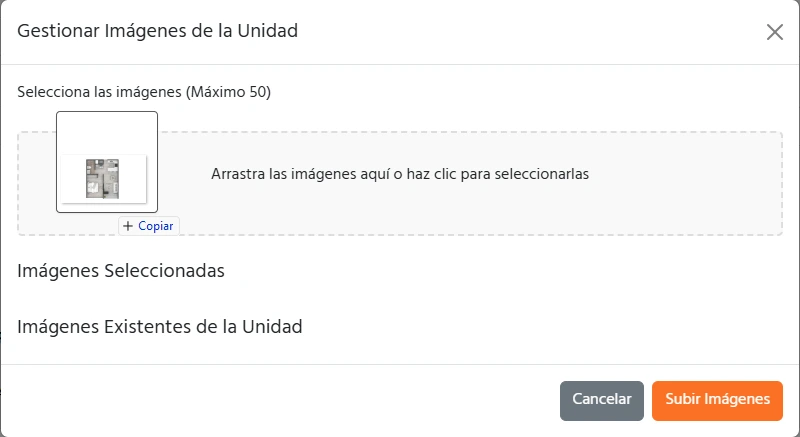 Gestionar Imágenes de la Unidad
Selecciona las imágenes (Máximo 50)
Arrastra las imágenes aquí o haz clic para seleccionarlas
+ Copiar
Imágenes Seleccionadas
Imágenes Existentes de la Unidad
Cancelar
Subir Imágenes